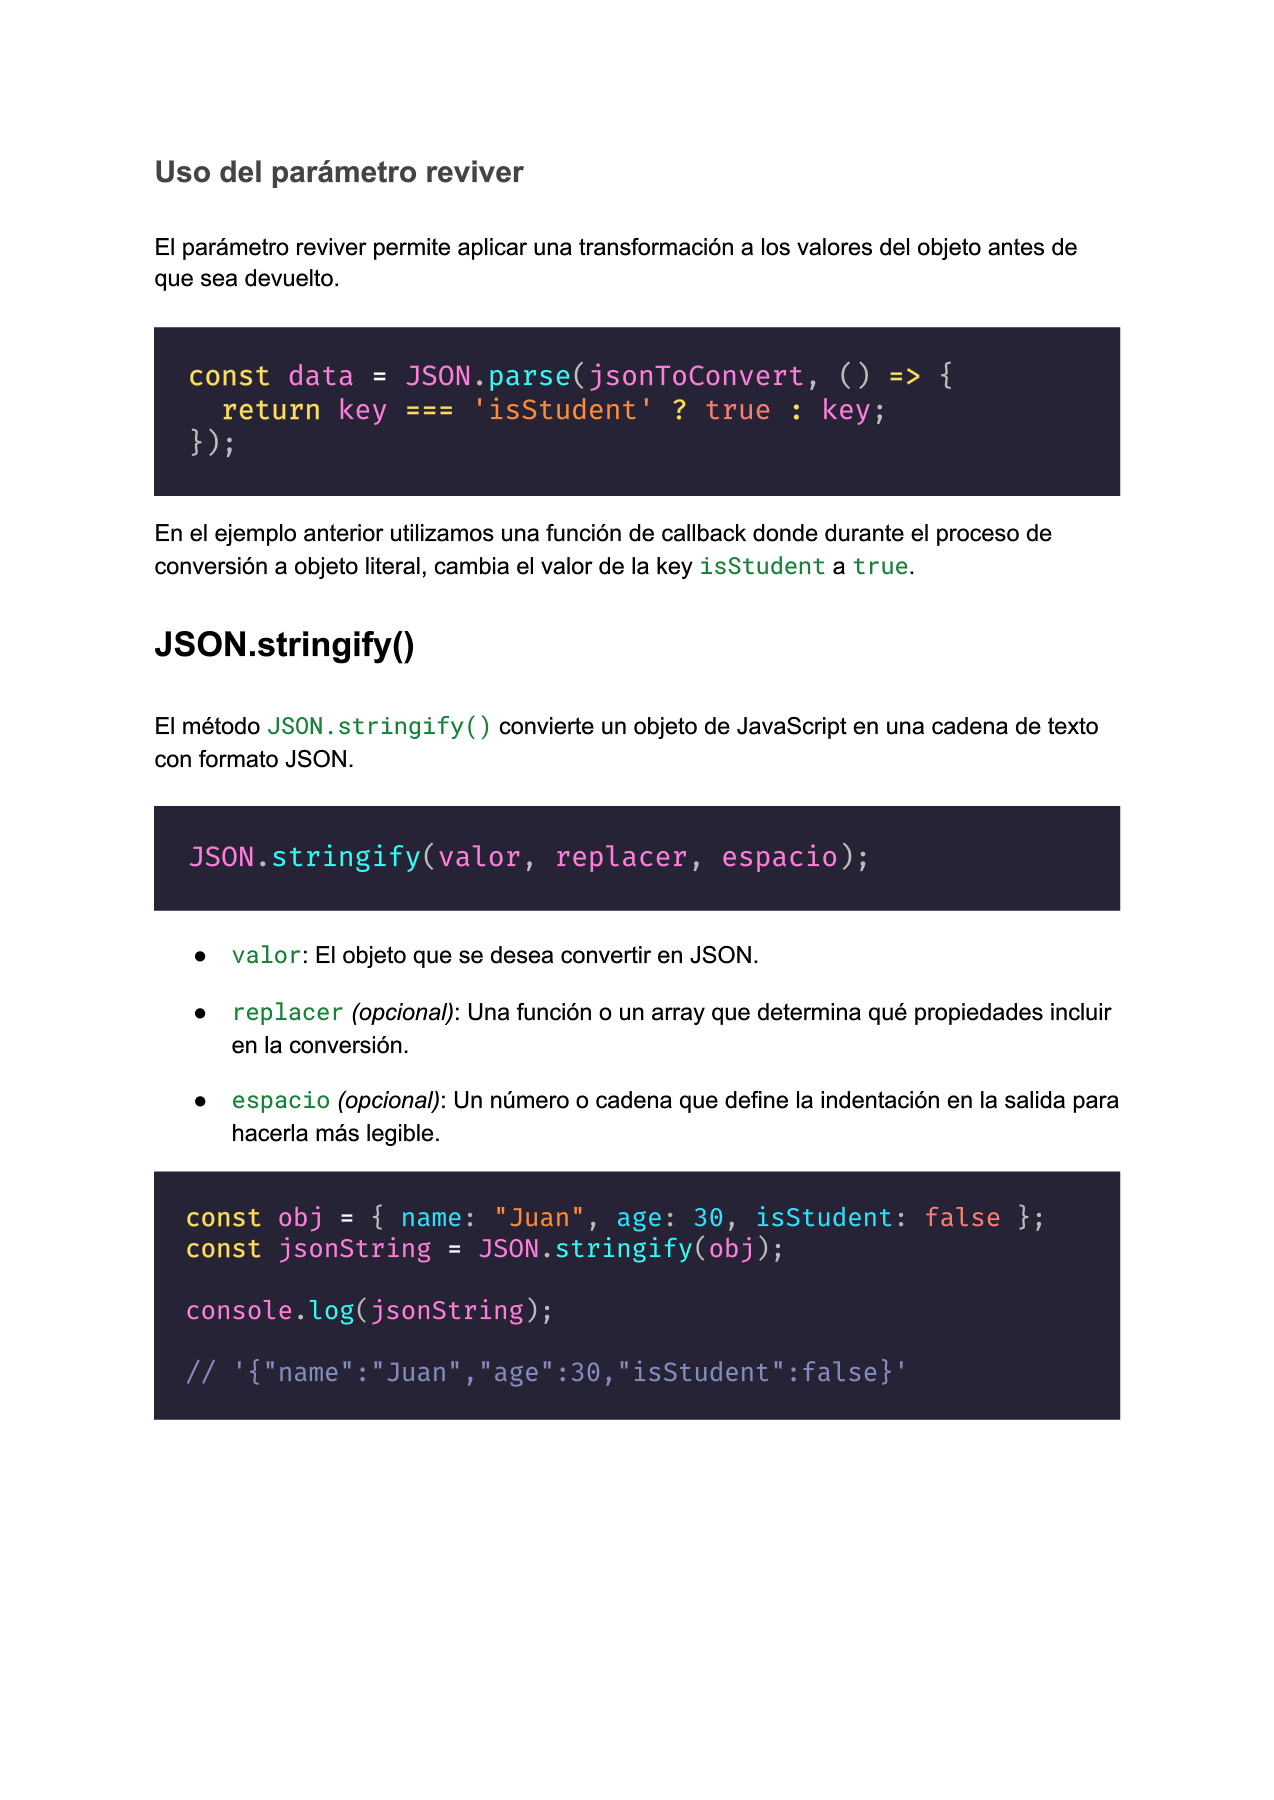 Uso del parámetro reviver
El parámetro reviver permite aplicar una transformación a los valores del objeto antes de
que sea devuelto.
const data = JSON.parse(jsonToConvert, () => {
  return key === 'isStudent' ? true : key;
});
En el ejemplo anterior utilizamos una función de callback donde durante el proceso de
conversión a objeto literal, cambia el valor de la key isStudent a true.
JSON.stringify()
El método JSON.stringify() convierte un objeto de JavaScript en una cadena de texto
con formato JSON.
JSON.stringify(valor, replacer, espacio);
● valor: El objeto que se desea convertir en JSON.
● replacer (opcional): Una función o un array que determina qué propiedades incluir
en la conversión.
● espacio (opcional): Un número o cadena que define la indentación en la salida para
hacerla más legible.
const obj = { name: "Juan", age: 30, isStudent: false };
const jsonString = JSON.stringify(obj);
console.log(jsonString);
// '{"name":"Juan","age":30,"isStudent":false}'